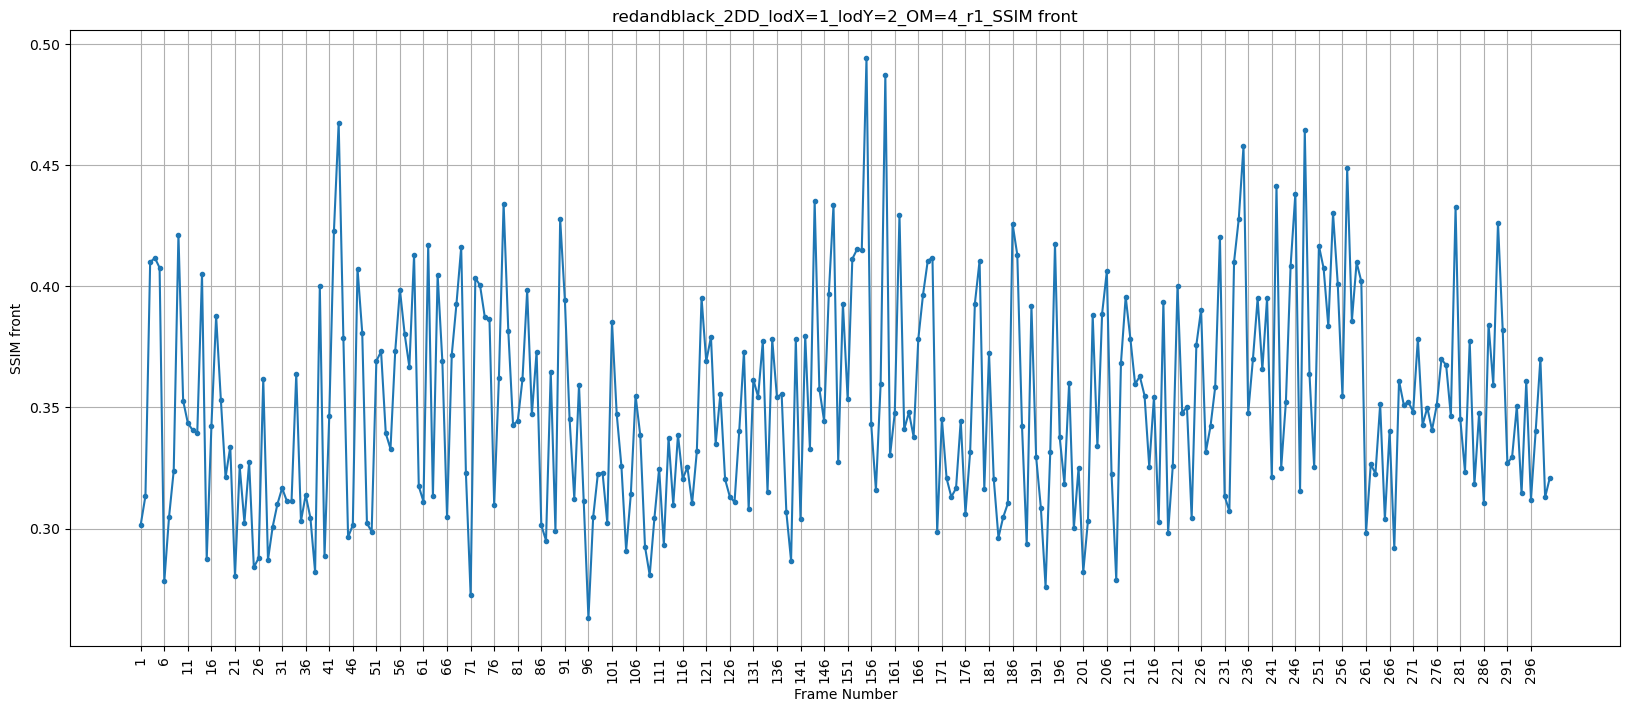 redandblack_2DD_lodX=1_lodY=2_OM=4_r1_SSIM front
0.50
0.45
0.40
0.35
0.30
SSIM front
1 6 11 16 21 26 31 36 41 46 51 56 61 66 71 76 81 86 91 96 101 106 111 116 121 126 131 136 141 146 151 156 161 166 171 176 181 186 191 196 201 206 211 216 221 226 231 236 241 246 251 256 261 266 271 276 281 286 291 296
Frame Number